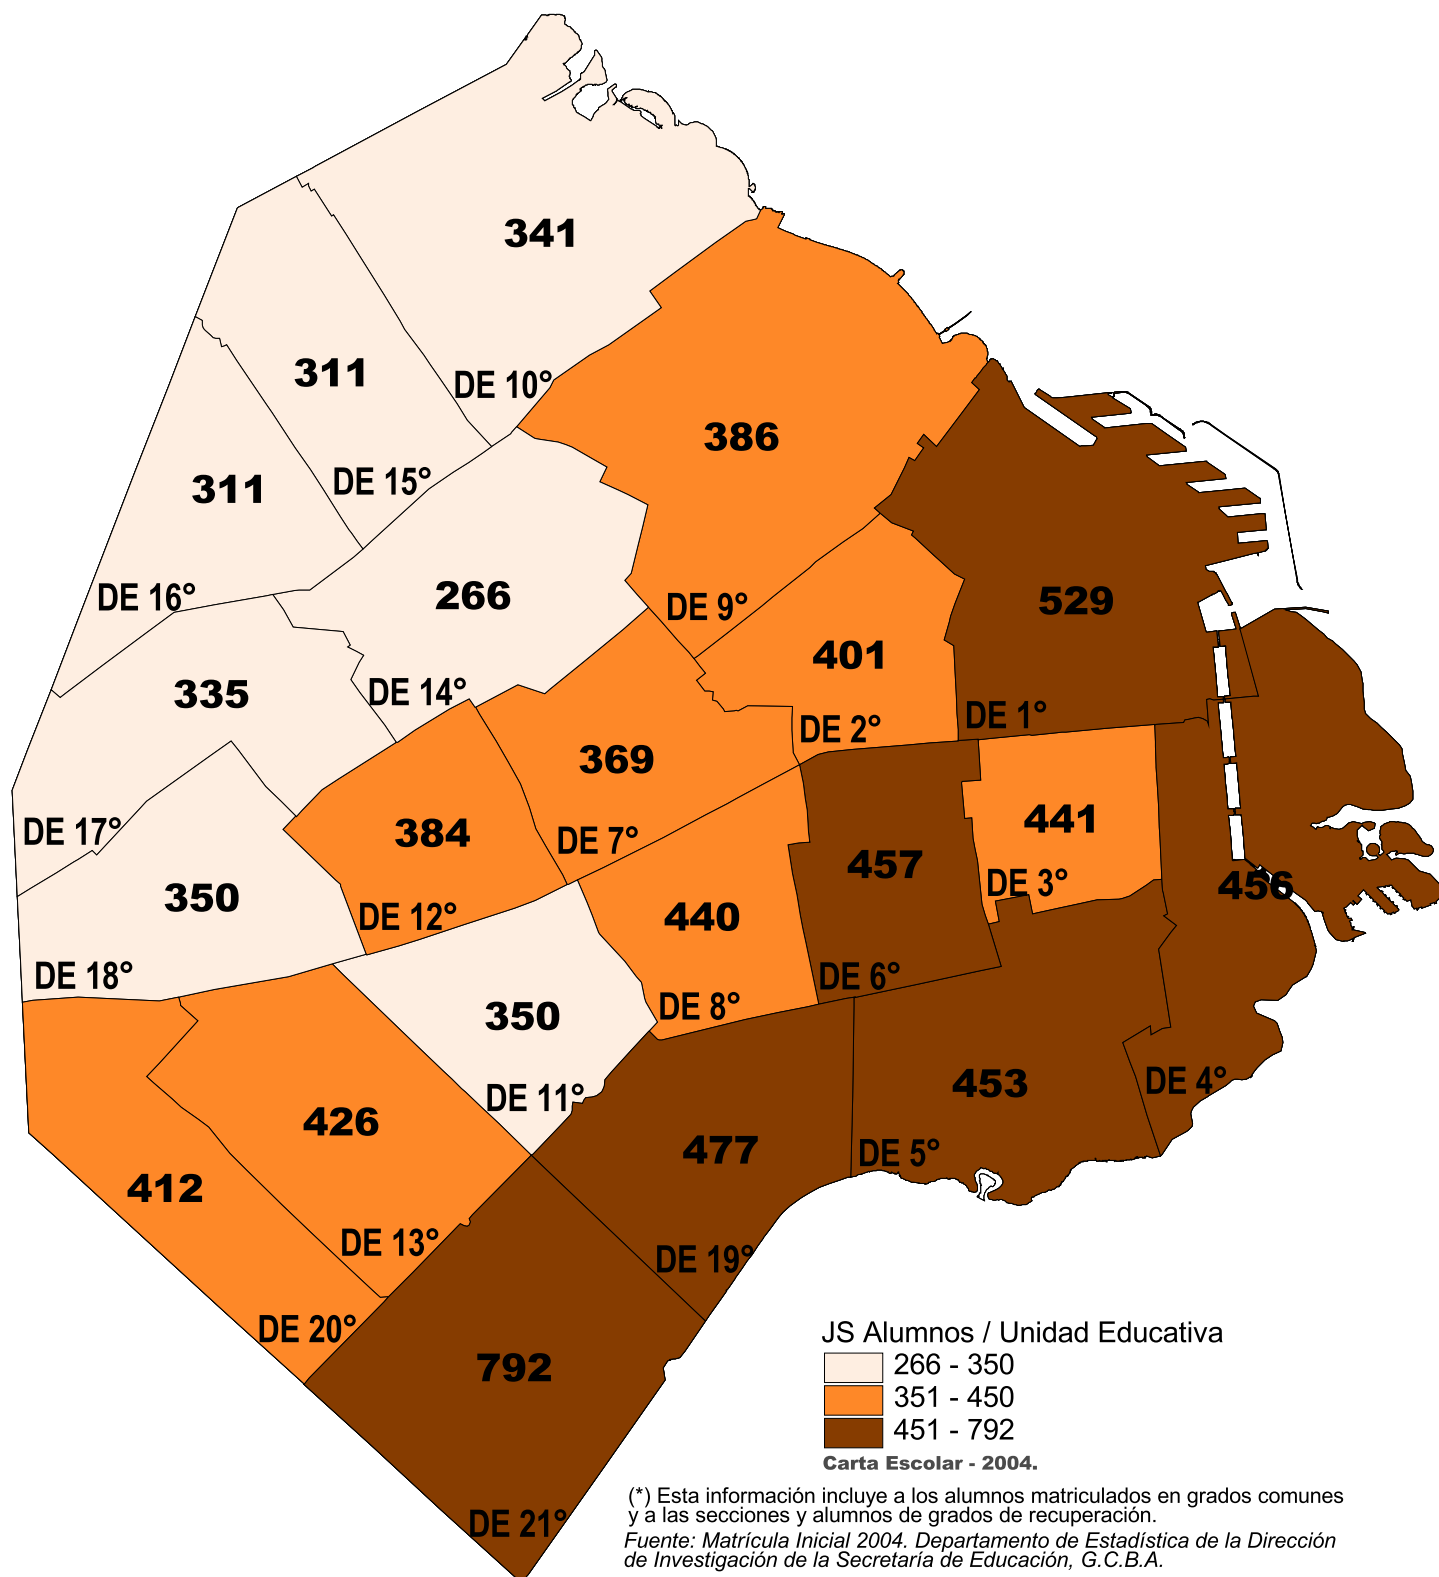 341
311
DE 10°
386
311
DE 15°
266
DE 16°
DE 9°
529
401
335
DE 14°
DE 2°
DE 1°
369
DE 17°
384
DE 7°
441
457
350
DE 3°
456
DE 12°
440
DE 18°
DE 6°
350
DE 8°
DE 11°
453
DE 4°
426
477
DE 5°
412
DE 13°
DE 19°
DE 20°
792
DE 21°
JS Alumnos / Unidad Educativa
266 - 350
351 - 450
451 - 792
Carta Escolar - 2004.
(*) Esta información incluye a los alumnos matriculados en grados comunes
y a las secciones y alumnos de grados de recuperación.
Fuente: Matrícula Inicial 2004. Departamento de Estadística de la Dirección
de Investigación de la Secretaría de Educación, G.C.B.A.